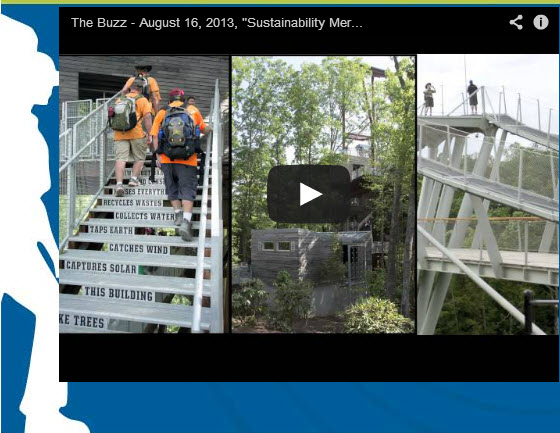 The Buzz - August 16, 2013, "Sustainability Mer...
SES EVERYTH
RECYCLES WASTES
COLLECTS WATER
TAPS EARTH
CATCHES WIND
CAPTURES SOLAR
THIS BUILDING
KE TREES